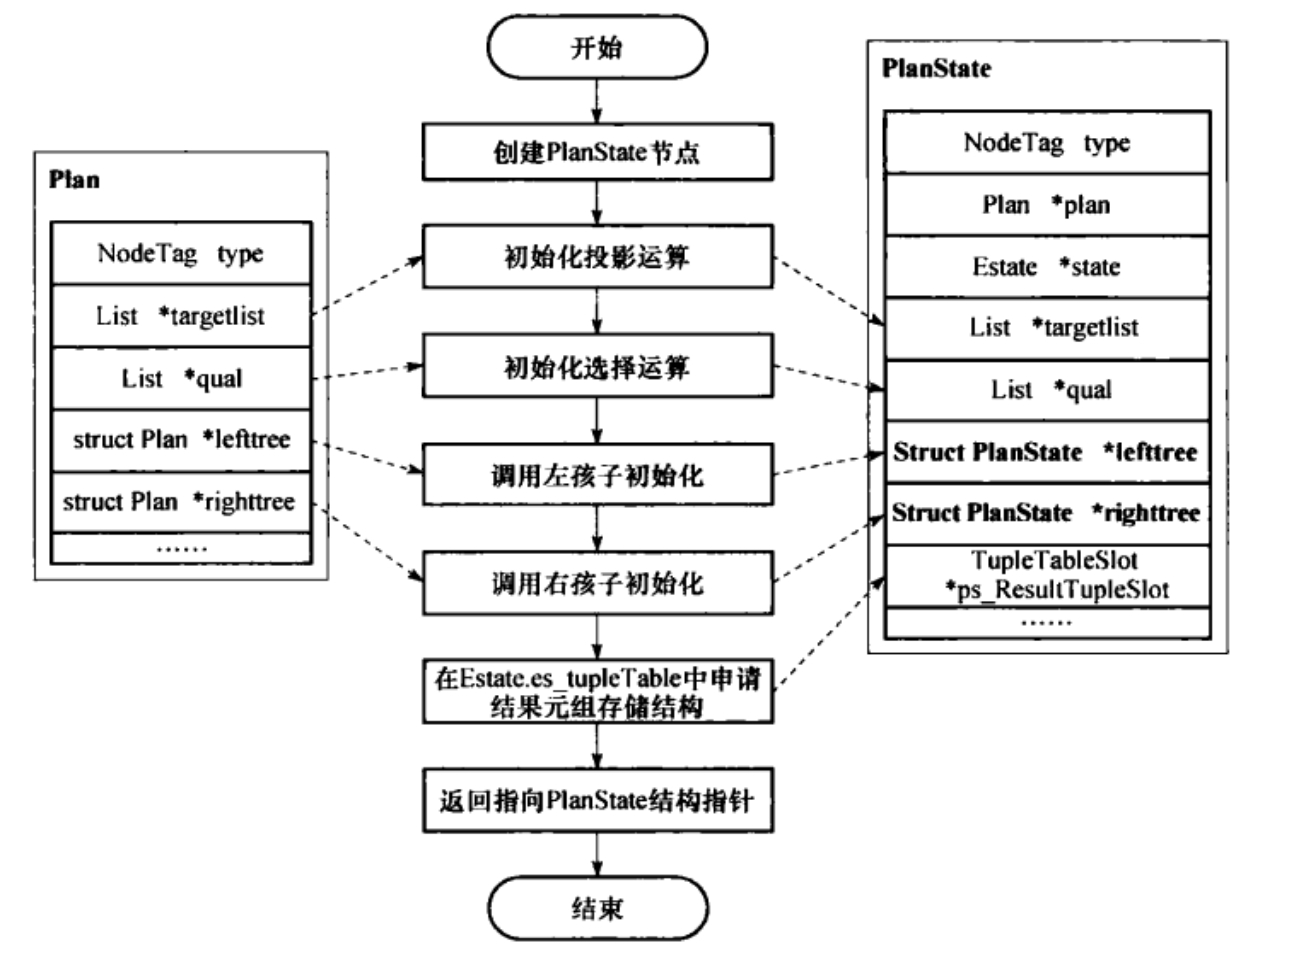 开始
创建PlanState节点
初始化投影运算
初始化选择运算
调用左孩子初始化
调用右孩子初始化
在Estate.es_tupleTable中申请
结果元组存储结构
返回指向PlanState结构指针
结束
Plan
NodeTag type
List *targetlist
List *qual
struct Plan *lefttree
struct Plan *righttree
······
PlanState
NodeTag type
Plan *plan
Estate *state
List *targetlist
List *qual
Struct PlanState *lefttree
Struct PlanState *righttree
TupleTableSlot
*ps_ResultTupleSlot
······